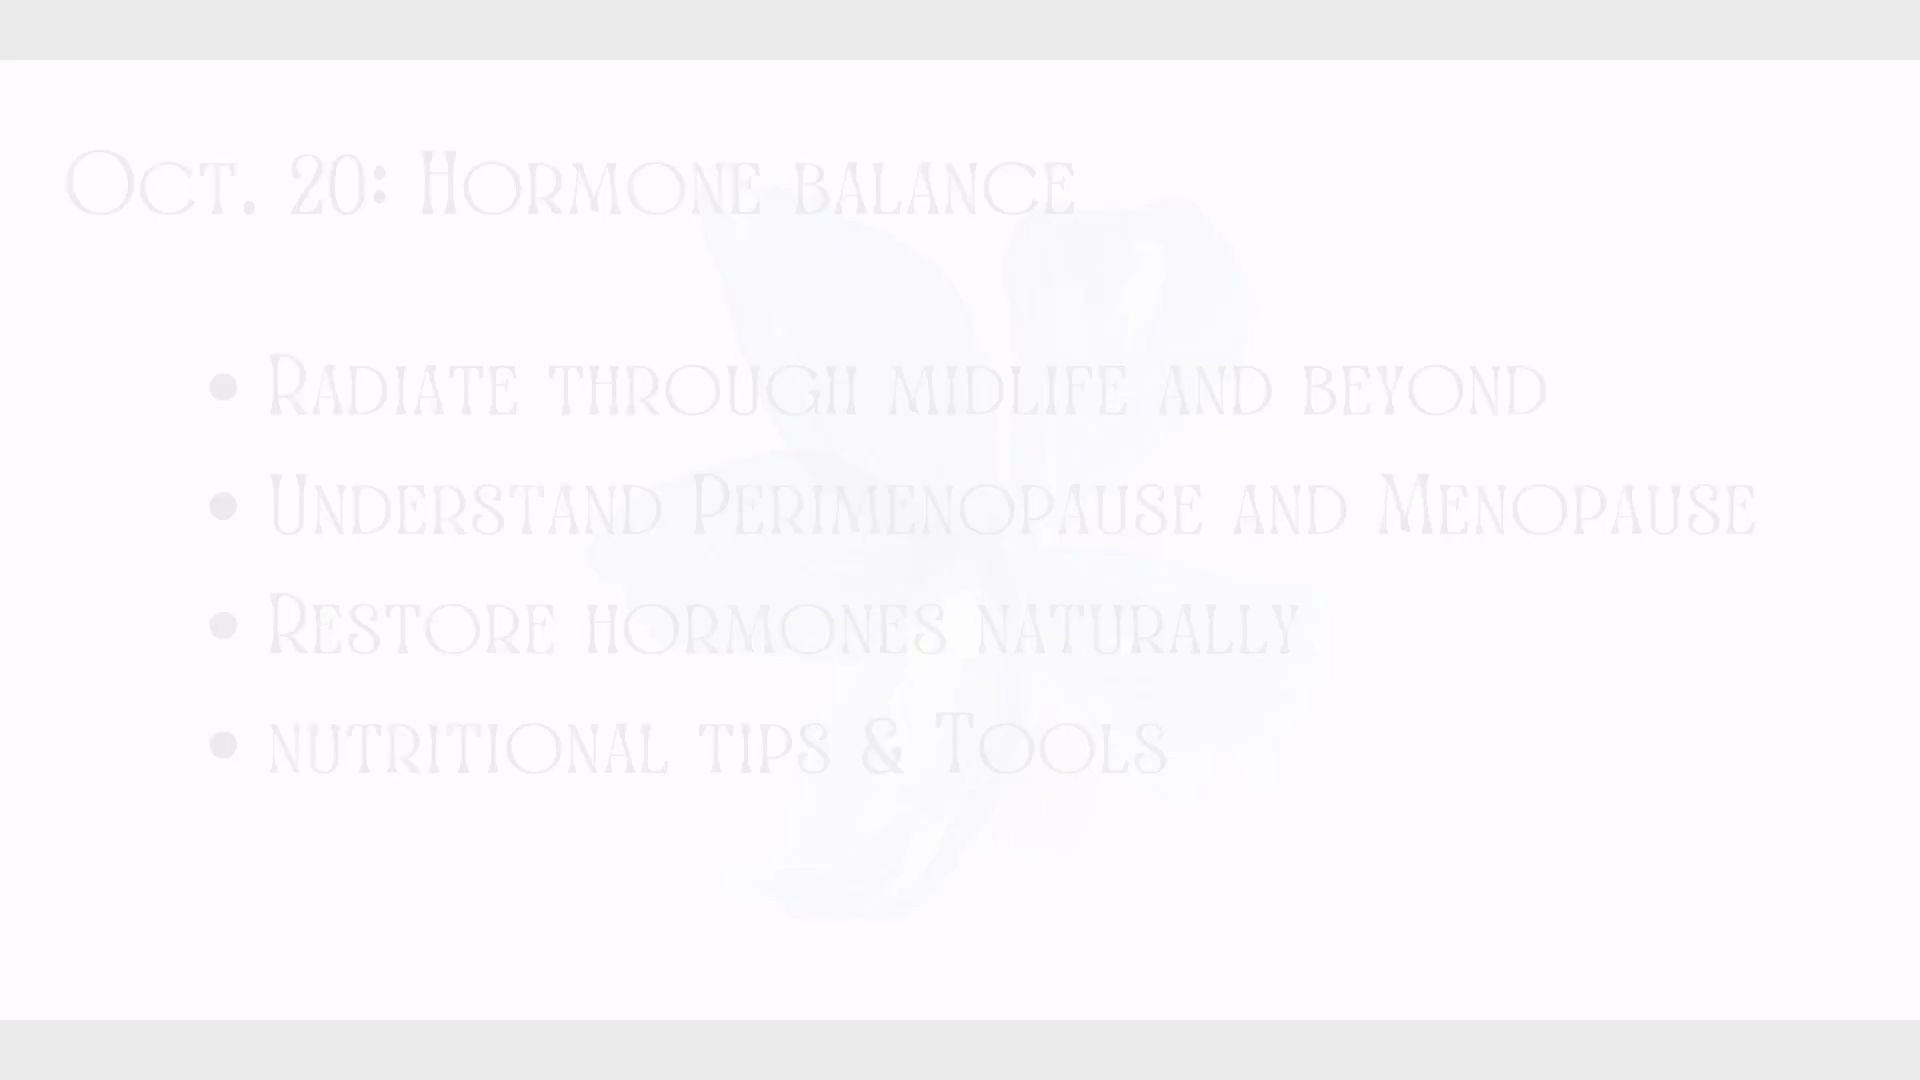 Oct. 20: Hormone balance
• Radiate through midlife and beyond
• Understand Perimenopause and Menopause
• Restore hormones naturally
• nutritional tips & Tools